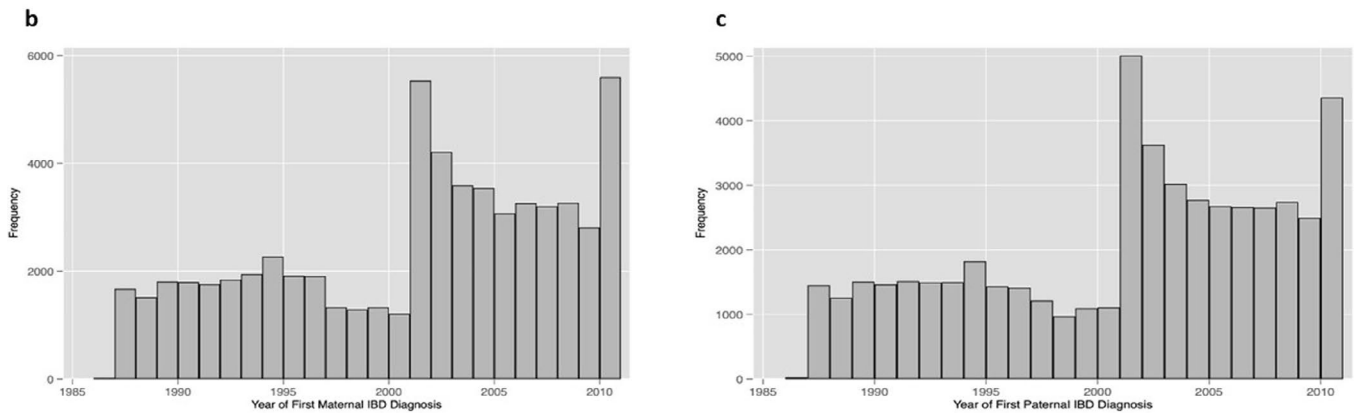 b
6000
4000
2000
0
Frequency
1985 1990 1995 2000 2005 2010
Year of First Maternal IBD Diagnosis
c
5000
4000
3000
2000
1000
0
Frequency
1985 1990 1995 2000 2005 2010
Year of First Paternal IBD Diagnosis